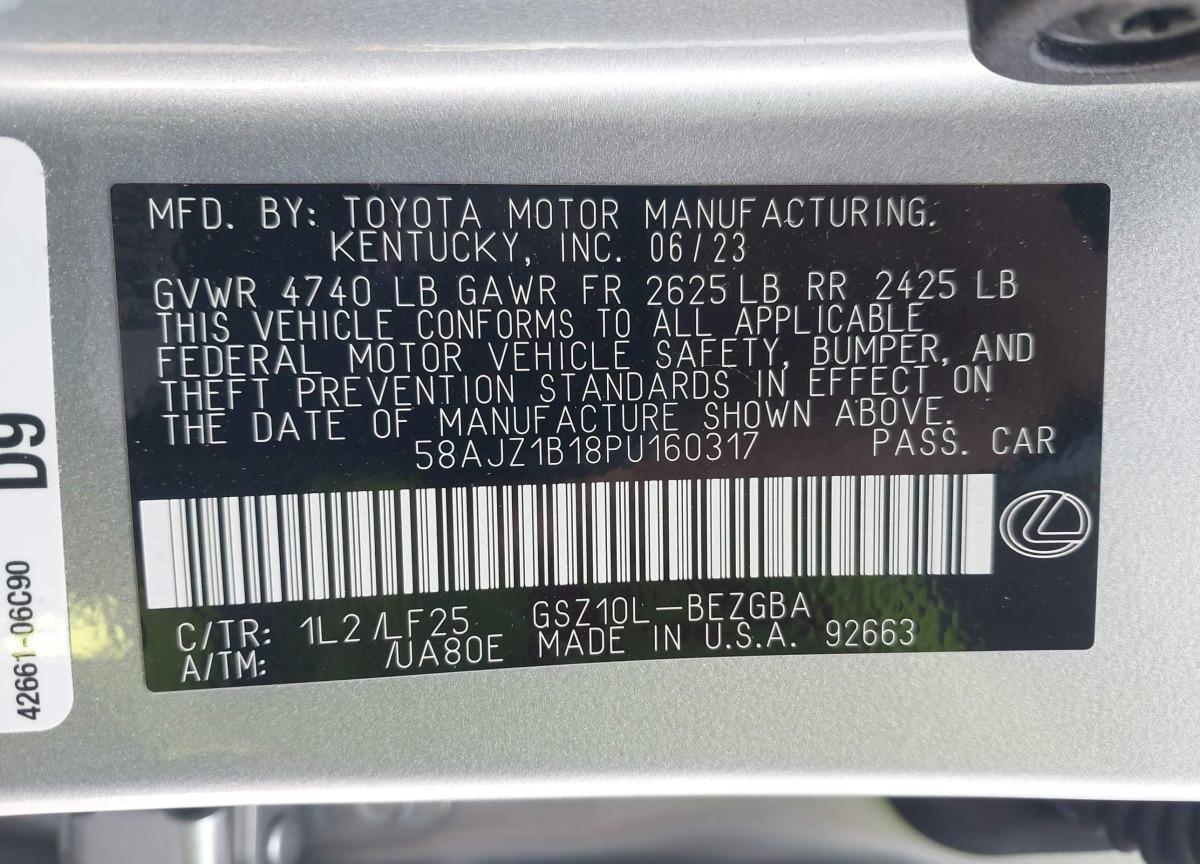 MFD. BY: TOYOTA MOTOR MANUFACTURING.
KENTUCKY, INC. 06/23
GVWR 4740 LB GAWR FR 2625 LB RR 2425 LB
THIS VEHICLE CONFORMS TO ALL APPLICABLE
FEDERAL MOTOR VEHICLE SAFETY, BUMPER, AND
THEFT PREVENTION STANDARDS IN EFFECT ON
THE DATE OF MANUFACTURE SHOWN ABOVE.
58AJZ1B18PU160317 PASS. CAR
C/TR: 1L2 /LF25 GSZ10L-BEZGBA
A/TM: /UA80E MADE IN U.S.A. 92663
D9
42661-06C90